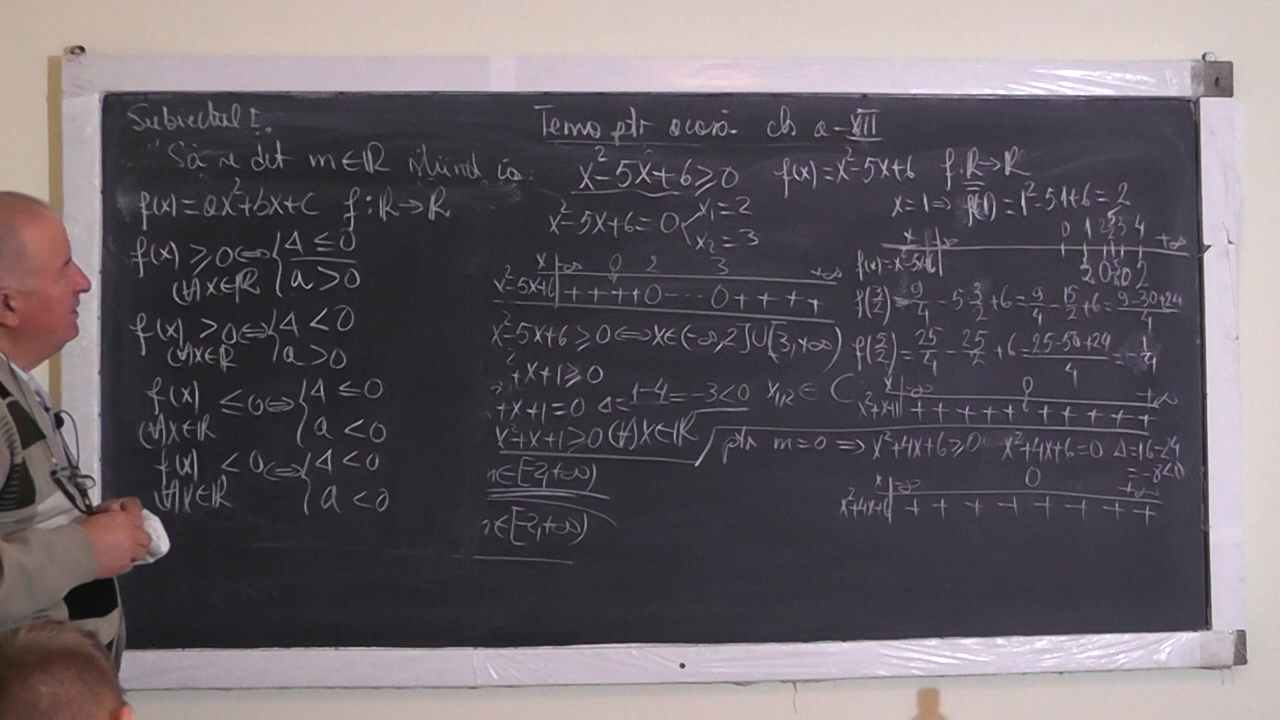 Subiectul I.
Temă ptr acasă cls a-XII
"Să se det m∈ℝ știind că:
f(x)=ax²+bx+c f:ℝ→ℝ
f(x)≥0⇔{Δ≤0
(∀)x∈ℝ {a>0
f(x)>0⇔{Δ<0
(∀)x∈ℝ {a>0
f(x)≤0⇔{Δ≤0
(∀)x∈ℝ {a<0
f(x)<0⇔{Δ<0
(∀)x∈ℝ {a<0
x²-5x+6≥0
x²-5x+6=0 x₁=2
x₂=3
x -∞ 0 2 3 +∞
x²-5x+6 ++++0---0++++
x²-5x+6≥0⇔x∈(-∞,2]∪[3,+∞)
²+x+1≥0
+x+1=0 Δ=1-4=-3<0 x₁/₂∈ℂ
x²+x+1>0 (∀)x∈ℝ
m∈[-2,+∞)
m∈[-2,+∞)
f(x)=x²-5x+6 f:ℝ→ℝ
x=1⇒f(1)=1²-5·1+6=2
x -∞ 0 1 2 3 4 +∞
f(x)=x²-5x+6 2 0 0 2
f(3/2)=9/4-5·3/2+6=9/4-15/2+6=(9-30+24)/4
f(5/2)=25/4-25/2+6=(25-50+24)/4=-1/4
x -∞ 0 +∞
x²+x+1 ++++++++++
ptr m=0⇒x²+4x+6≥0 x²+4x+6=0 Δ=16-24
=-8<0
x -∞ 0 +∞
x²+4x+6 ++++++++